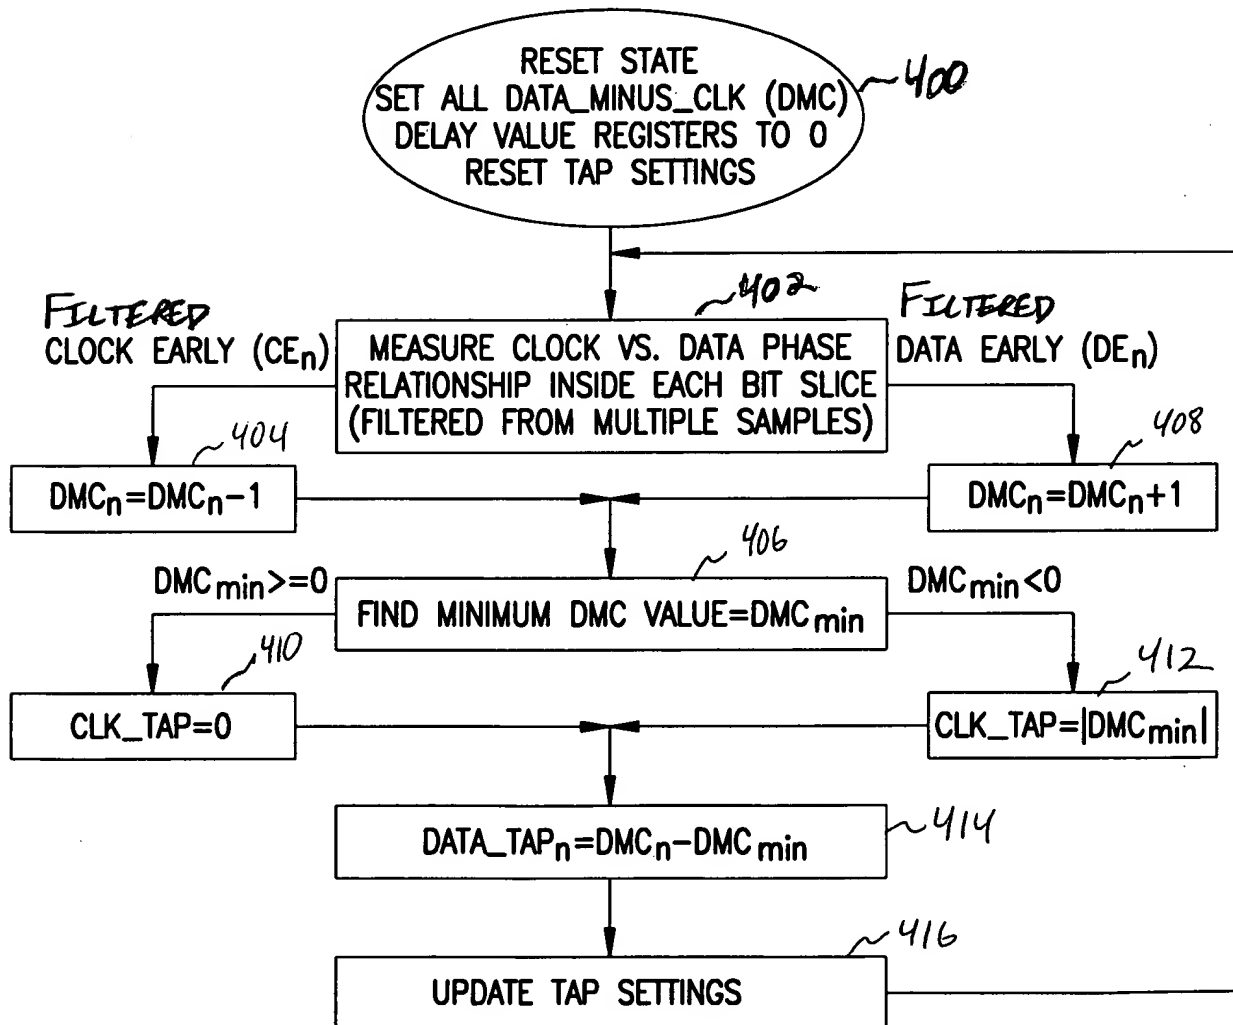 RESET STATE
SET ALL DATA_MINUS_CLK (DMC)
DELAY VALUE REGISTERS TO 0
RESET TAP SETTINGS
400
402
FILTERED
CLOCK EARLY (CEn)
MEASURE CLOCK VS. DATA PHASE
RELATIONSHIP INSIDE EACH BIT SLICE
(FILTERED FROM MULTIPLE SAMPLES)
FILTERED
DATA EARLY (DEn)
404
DMCn=DMCn-1
408
DMCn=DMCn+1
406
DMCmin>=0
FIND MINIMUM DMC VALUE=DMCmin
DMCmin<0
410
CLK_TAP=0
412
CLK_TAP=|DMCmin|
DATA_TAPn=DMCn-DMCmin
414
416
UPDATE TAP SETTINGS